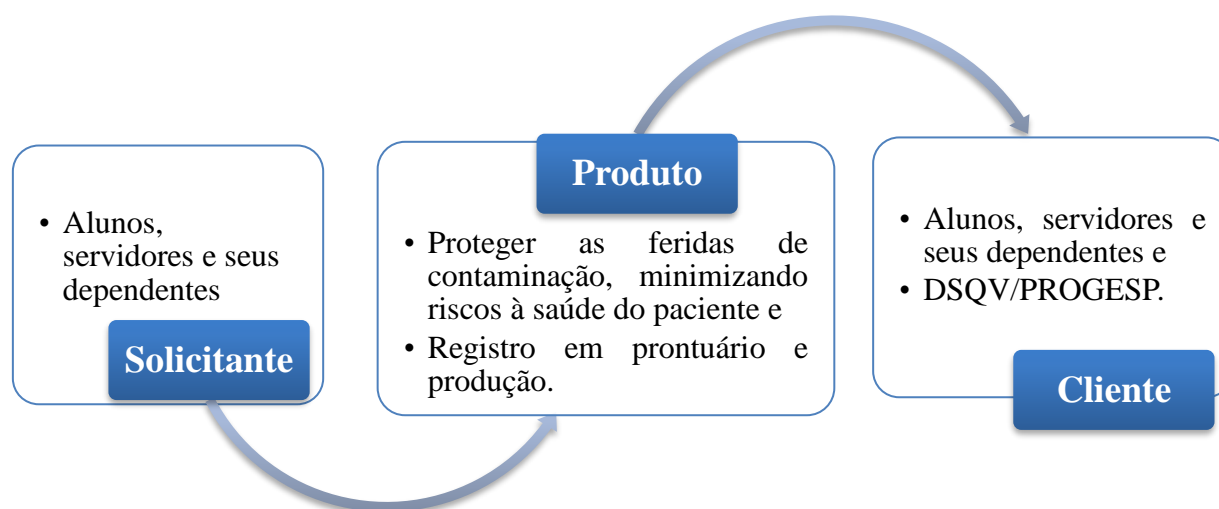 • Alunos,
servidores e seus
dependentes
Solicitante
Produto
• Proteger as feridas de
contaminação, minimizando
riscos à saúde do paciente e
• Registro em prontuário e
produção.
• Alunos, servidores e
seus dependentes e
• DSQV/PROGESP.
Cliente